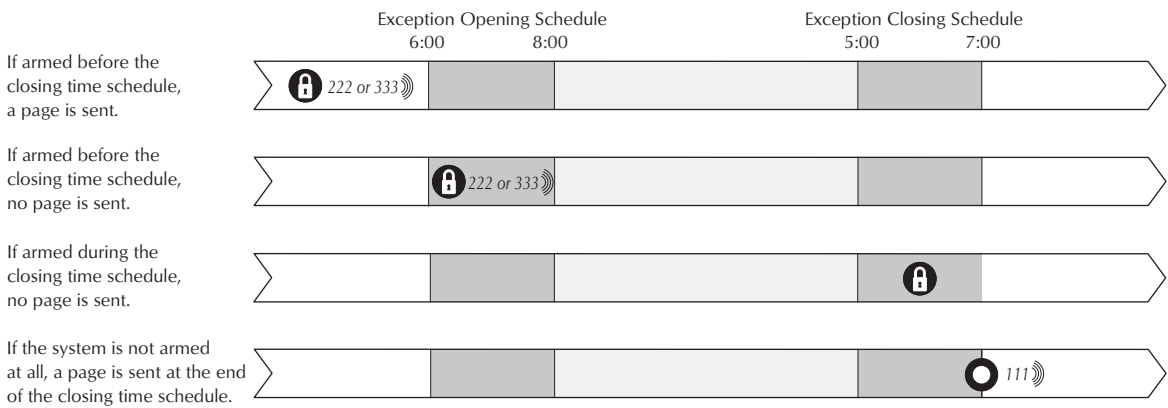 Exception Opening Schedule
Exception Closing Schedule
6:00
8:00
5:00
7:00
If armed before the
closing time schedule,
a page is sent.
222 or 333
If armed before the
closing time schedule,
no page is sent.
222 or 333
If armed during the
closing time schedule,
no page is sent.
If the system is not armed
at all, a page is sent at the end
of the closing time schedule.
111